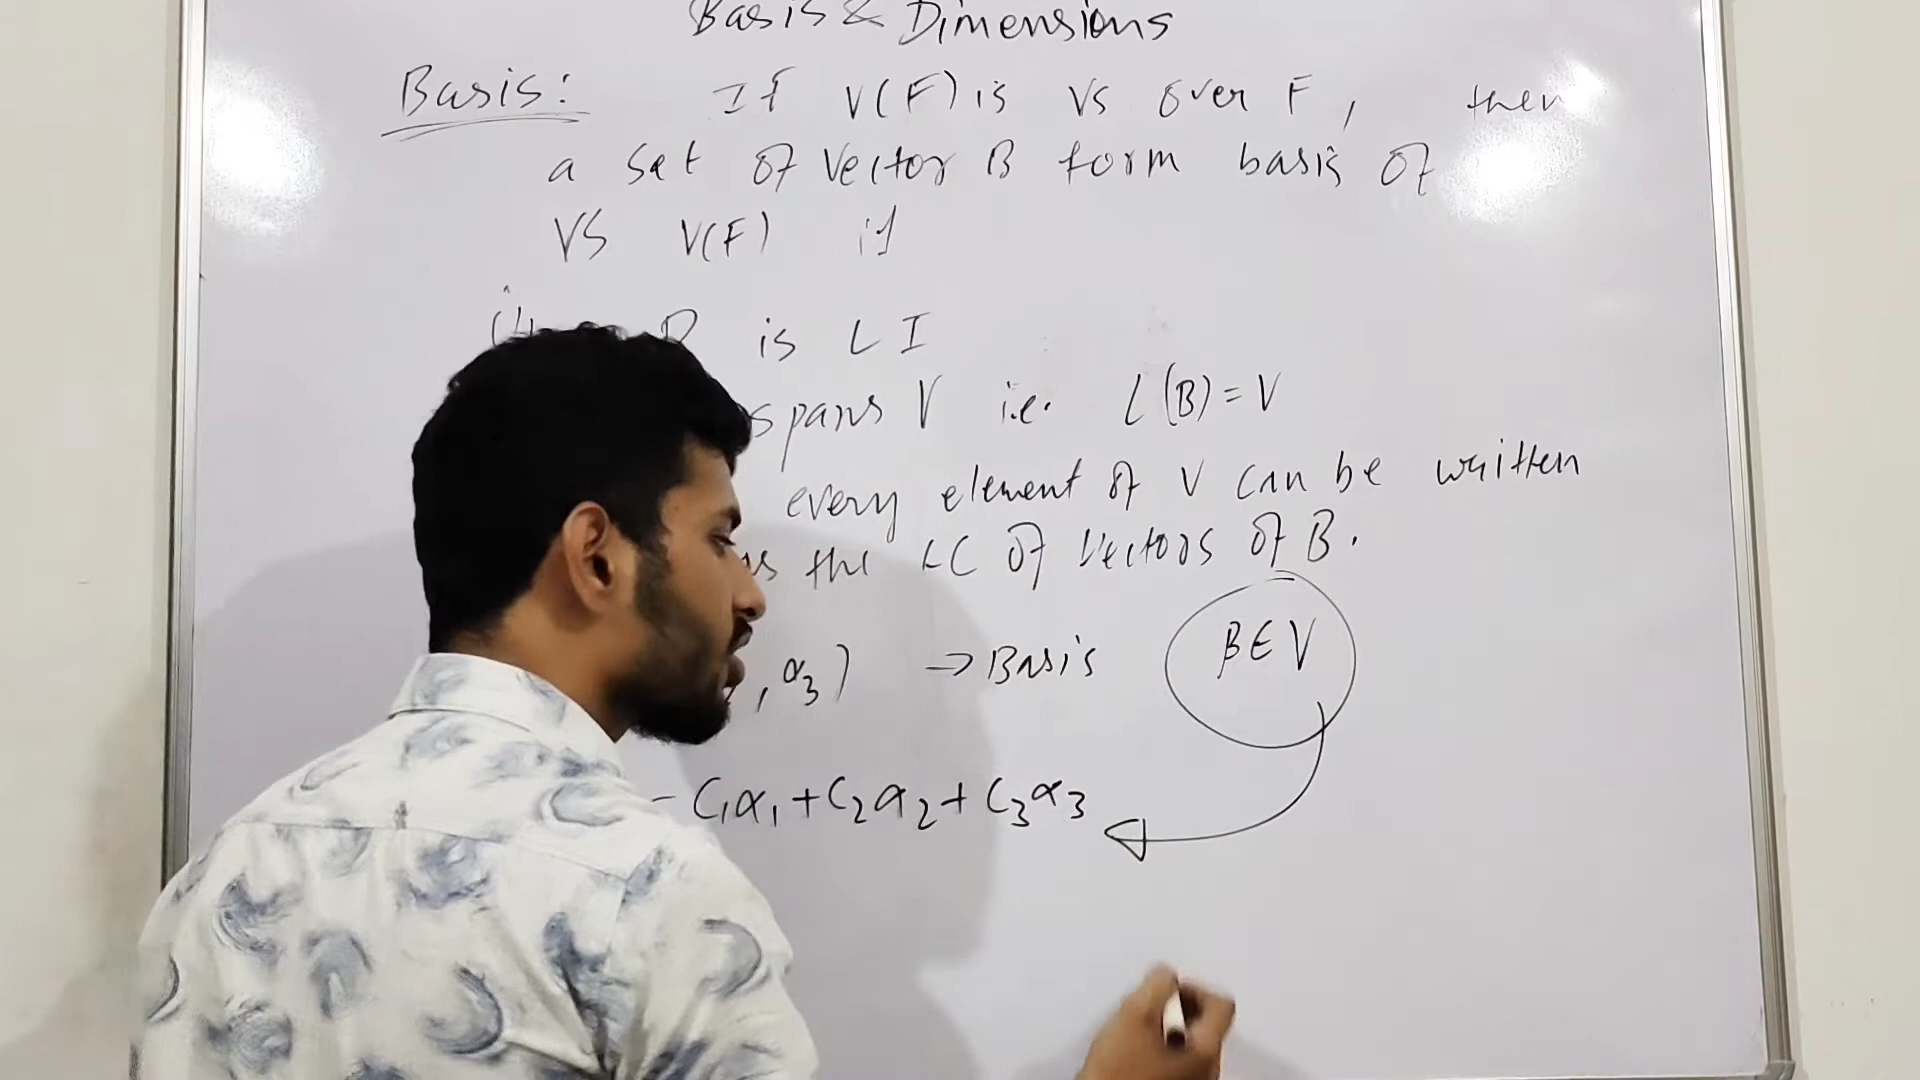 Basis & Dimensions
Basis: If V(F) is VS over F, then
a set of Vector B form basis of
VS V(F) if
is LI
spans V i.e. L(B) = V
every element of V can be written
as the LC of Vectors of B.
, α3) → Basis β ∈ V
= C1α1 + C2α2 + C3α3